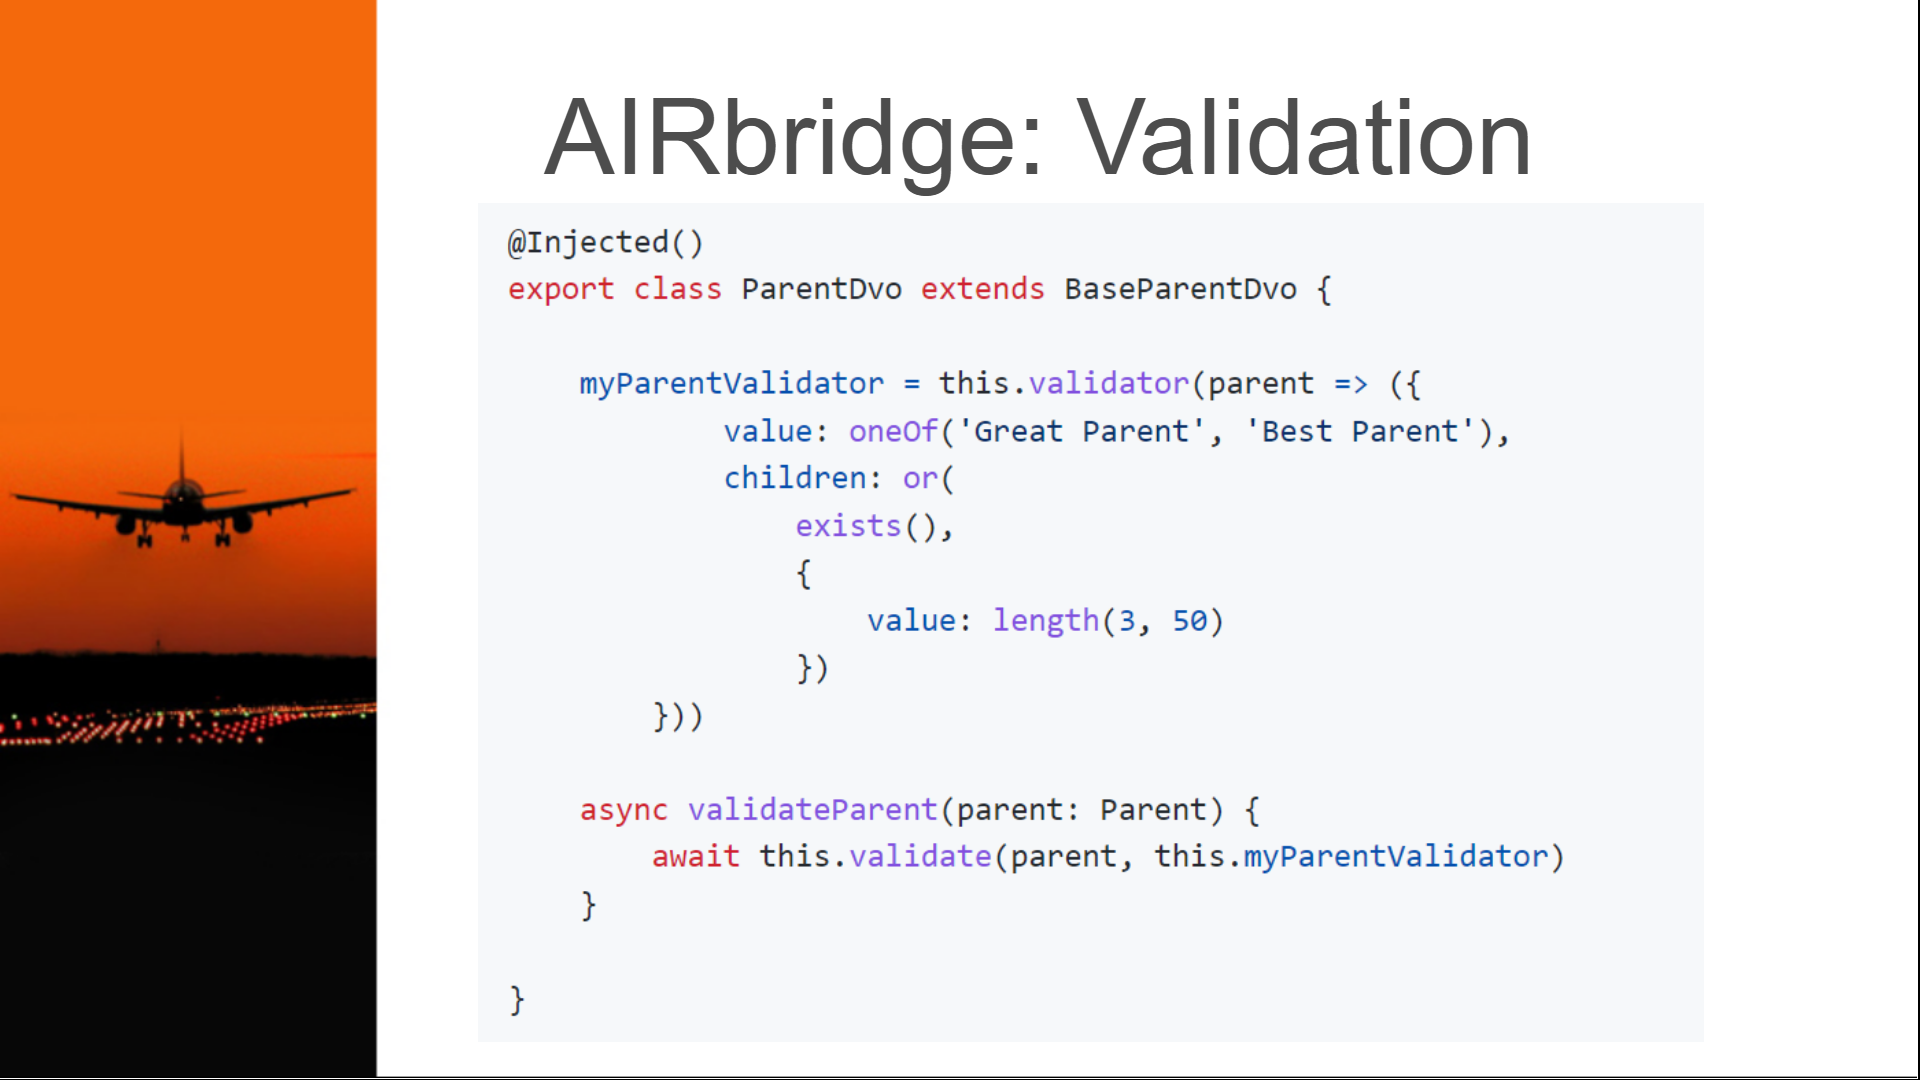 AIRbridge: Validation
@Injected()
export class ParentDvo extends BaseParentDvo {
myParentValidator = this.validator(parent => ({
value: oneOf('Great Parent', 'Best Parent'),
children: or(
exists(),
{
value: length(3, 50)
})
}))
async validateParent(parent: Parent) {
await this.validate(parent, this.myParentValidator)
}
}